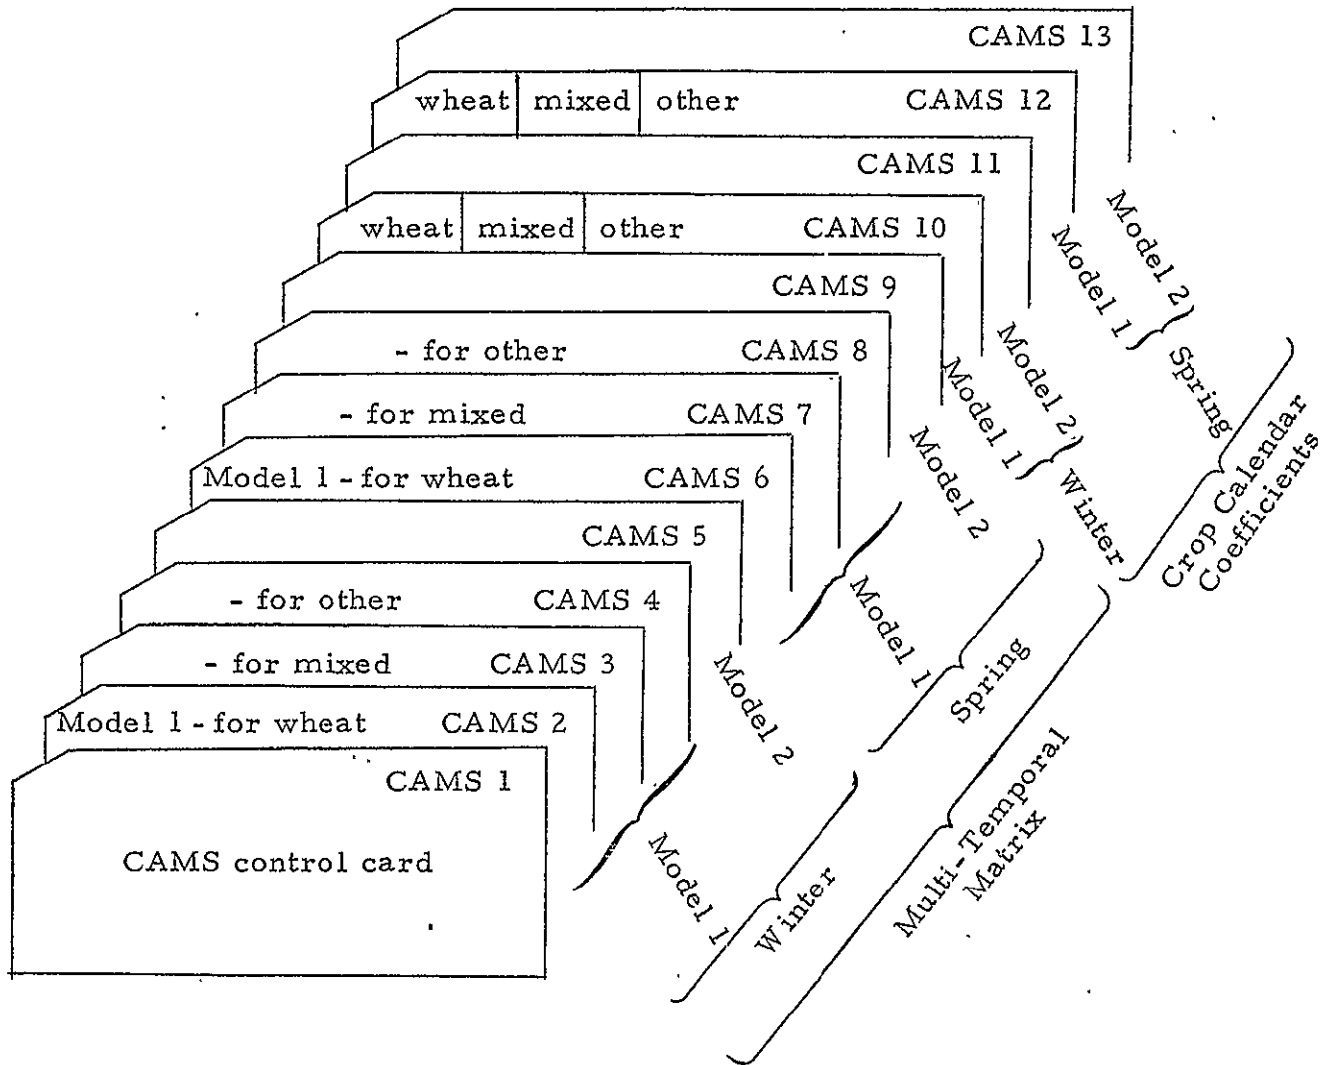 CAMS 13
wheat mixed other CAMS 12
CAMS 11
wheat mixed other CAMS 10
CAMS 9
- for other CAMS 8
- for mixed CAMS 7
Model 1 - for wheat CAMS 6
CAMS 5
- for other CAMS 4
- for mixed CAMS 3
Model 1 - for wheat CAMS 2
CAMS 1
CAMS control card
Model 2
Model 1
Spring
Model 2
Model 1
Winter
Crop Calendar
Coefficients
Model 2
Model 1
Spring
Model 2
Model 1
Winter
Multi-Temporal
Matrix